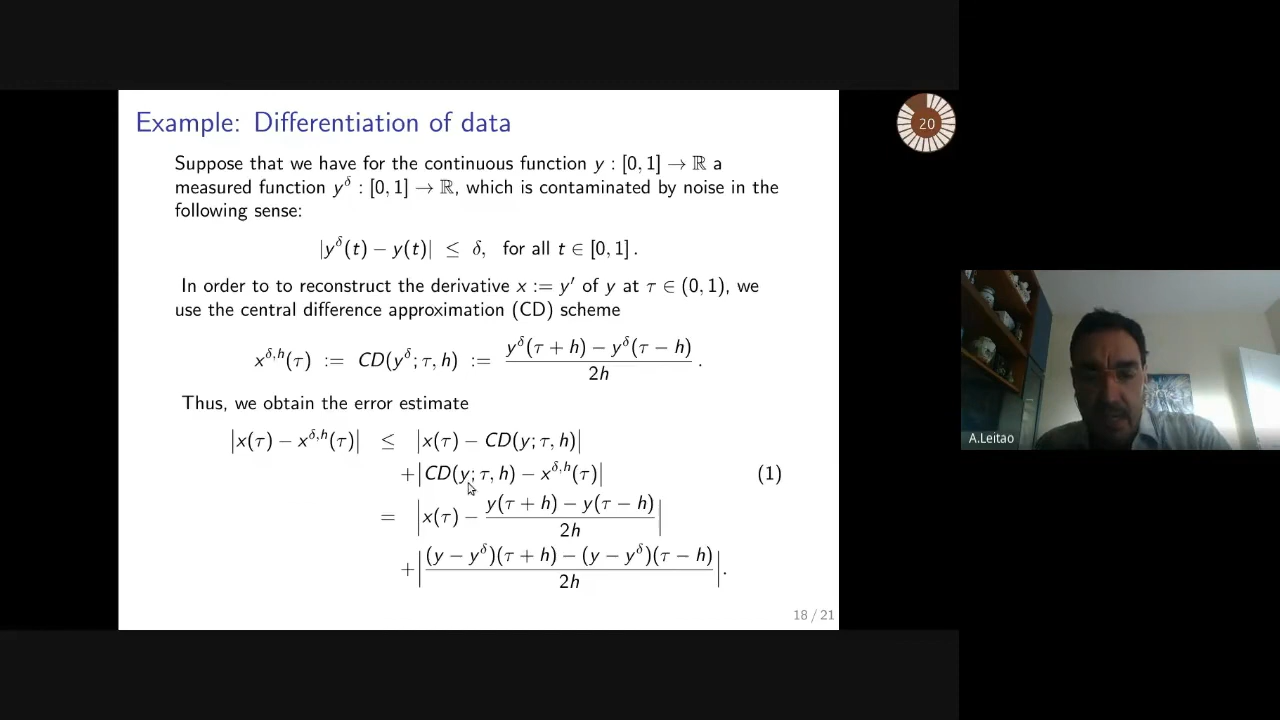 Example: Differentiation of data
20
Suppose that we have for the continuous function y : [0, 1] → ℝ a
measured function y^δ : [0, 1] → ℝ, which is contaminated by noise in the
following sense:
|y^δ(t) − y(t)| ≤ δ, for all t ∈ [0, 1] .
In order to to reconstruct the derivative x := y′ of y at τ ∈ (0, 1), we
use the central difference approximation (CD) scheme
x^{δ,h}(τ) := CD(y^δ; τ, h) := (y^δ(τ + h) − y^δ(τ − h)) / 2h .
Thus, we obtain the error estimate
|x(τ) − x^{δ,h}(τ)| ≤ |x(τ) − CD(y; τ, h)|
+|CD(y; τ, h) − x^{δ,h}(τ)| (1)
= |x(τ) − (y(τ + h) − y(τ − h)) / 2h|
+|((y − y^δ)(τ + h) − (y − y^δ)(τ − h)) / 2h|.
18 / 21
A.Leitao